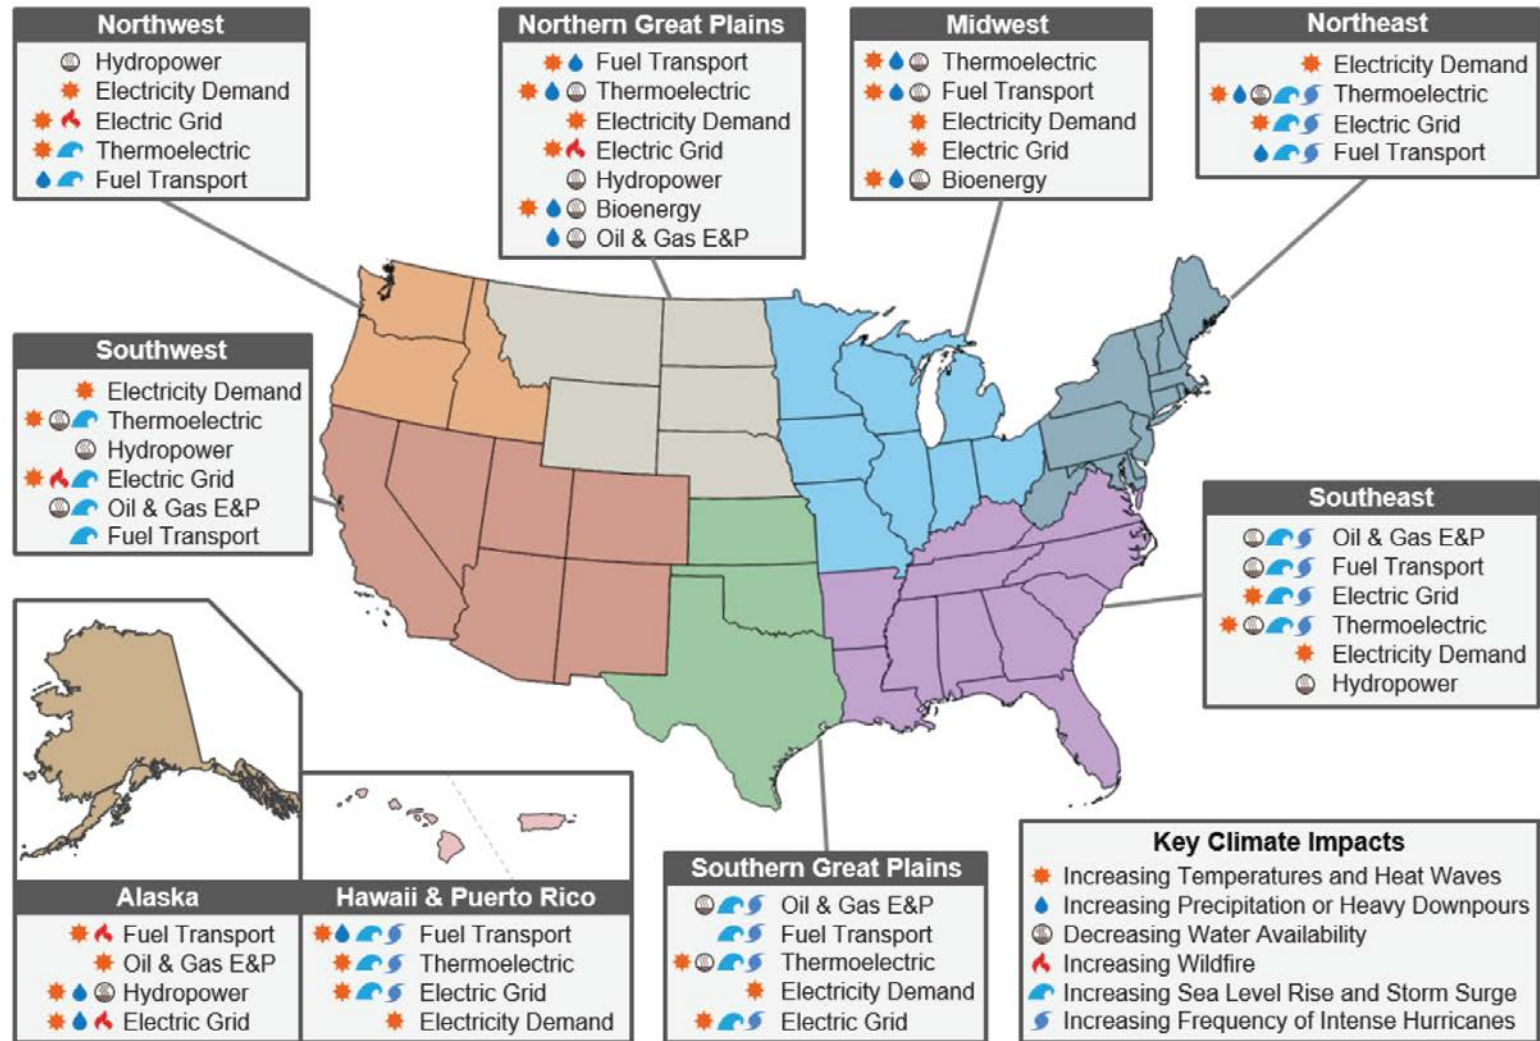 Northwest
Hydropower
Electricity Demand
Electric Grid
Thermoelectric
Fuel Transport
Northern Great Plains
Fuel Transport
Thermoelectric
Electricity Demand
Electric Grid
Hydropower
Bioenergy
Oil & Gas E&P
Midwest
Thermoelectric
Fuel Transport
Electricity Demand
Electric Grid
Bioenergy
Northeast
Electricity Demand
Thermoelectric
Electric Grid
Fuel Transport
Southwest
Electricity Demand
Thermoelectric
Hydropower
Electric Grid
Oil & Gas E&P
Fuel Transport
Southeast
Oil & Gas E&P
Fuel Transport
Electric Grid
Thermoelectric
Electricity Demand
Hydropower
Alaska
Fuel Transport
Oil & Gas E&P
Hydropower
Electric Grid
Hawaii & Puerto Rico
Fuel Transport
Thermoelectric
Electric Grid
Electricity Demand
Southern Great Plains
Oil & Gas E&P
Fuel Transport
Thermoelectric
Electricity Demand
Electric Grid
Key Climate Impacts
Increasing Temperatures and Heat Waves
Increasing Precipitation or Heavy Downpours
Decreasing Water Availability
Increasing Wildfire
Increasing Sea Level Rise and Storm Surge
Increasing Frequency of Intense Hurricanes